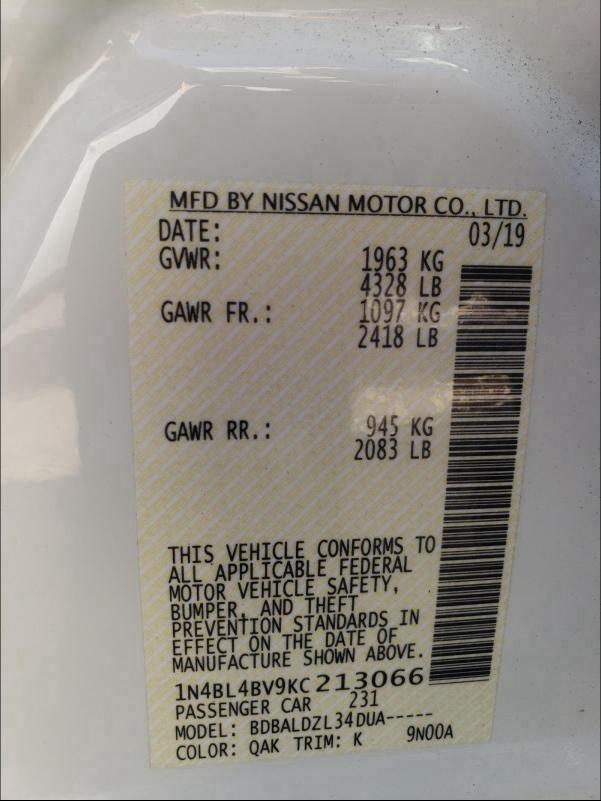 MFD BY NISSAN MOTOR CO., LTD.
DATE: 03/19
GVWR: 1963 KG
4328 LB
GAWR FR.: 1097 KG
2418 LB
GAWR RR.: 945 KG
2083 LB
THIS VEHICLE CONFORMS TO
ALL APPLICABLE FEDERAL
MOTOR VEHICLE SAFETY,
BUMPER, AND THEFT
PREVENTION STANDARDS IN
EFFECT ON THE DATE OF
MANUFACTURE SHOWN ABOVE.
1N4BL4BV9KC213066
PASSENGER CAR 231
MODEL: BDBALDZL34DUA-----
COLOR: QAK TRIM: K 9N00A